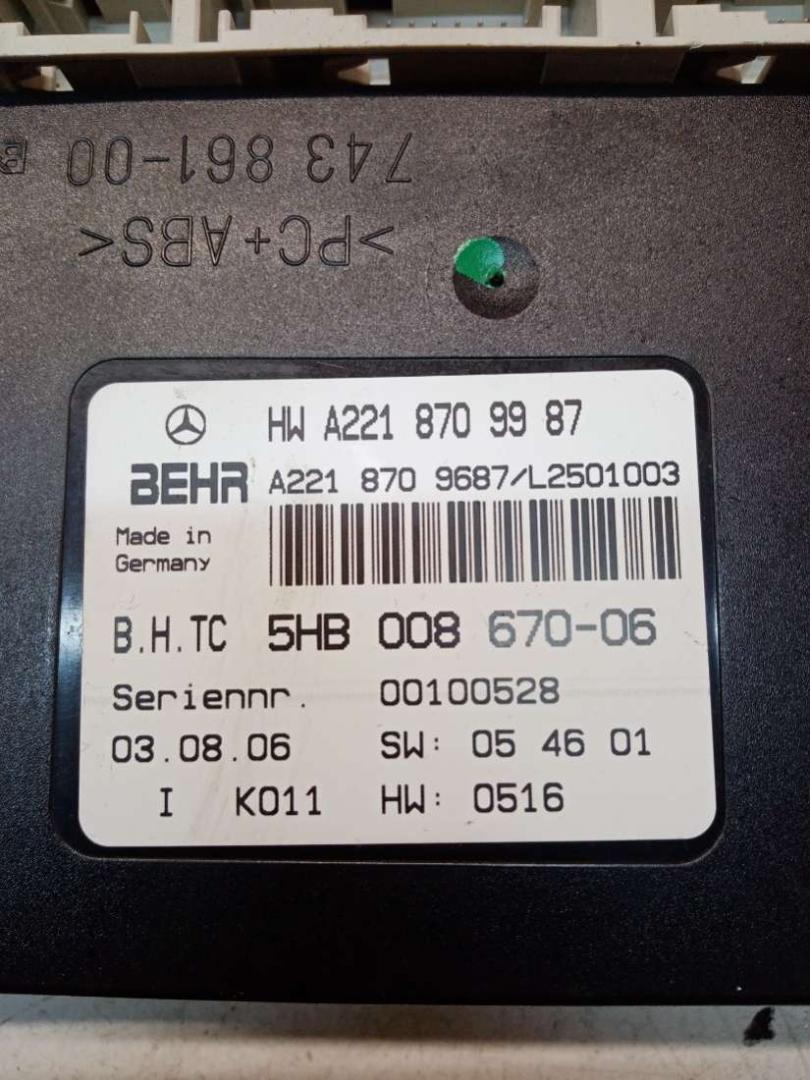 743 861-00
>PC+ABS<
HW A221 870 99 87
BEHR A221 870 9687/L2501003
Made in
Germany
B.H.TC 5HB 008 670-06
Seriennr. 00100528
03.08.06 SW: 05 46 01
I K011 HW: 0516